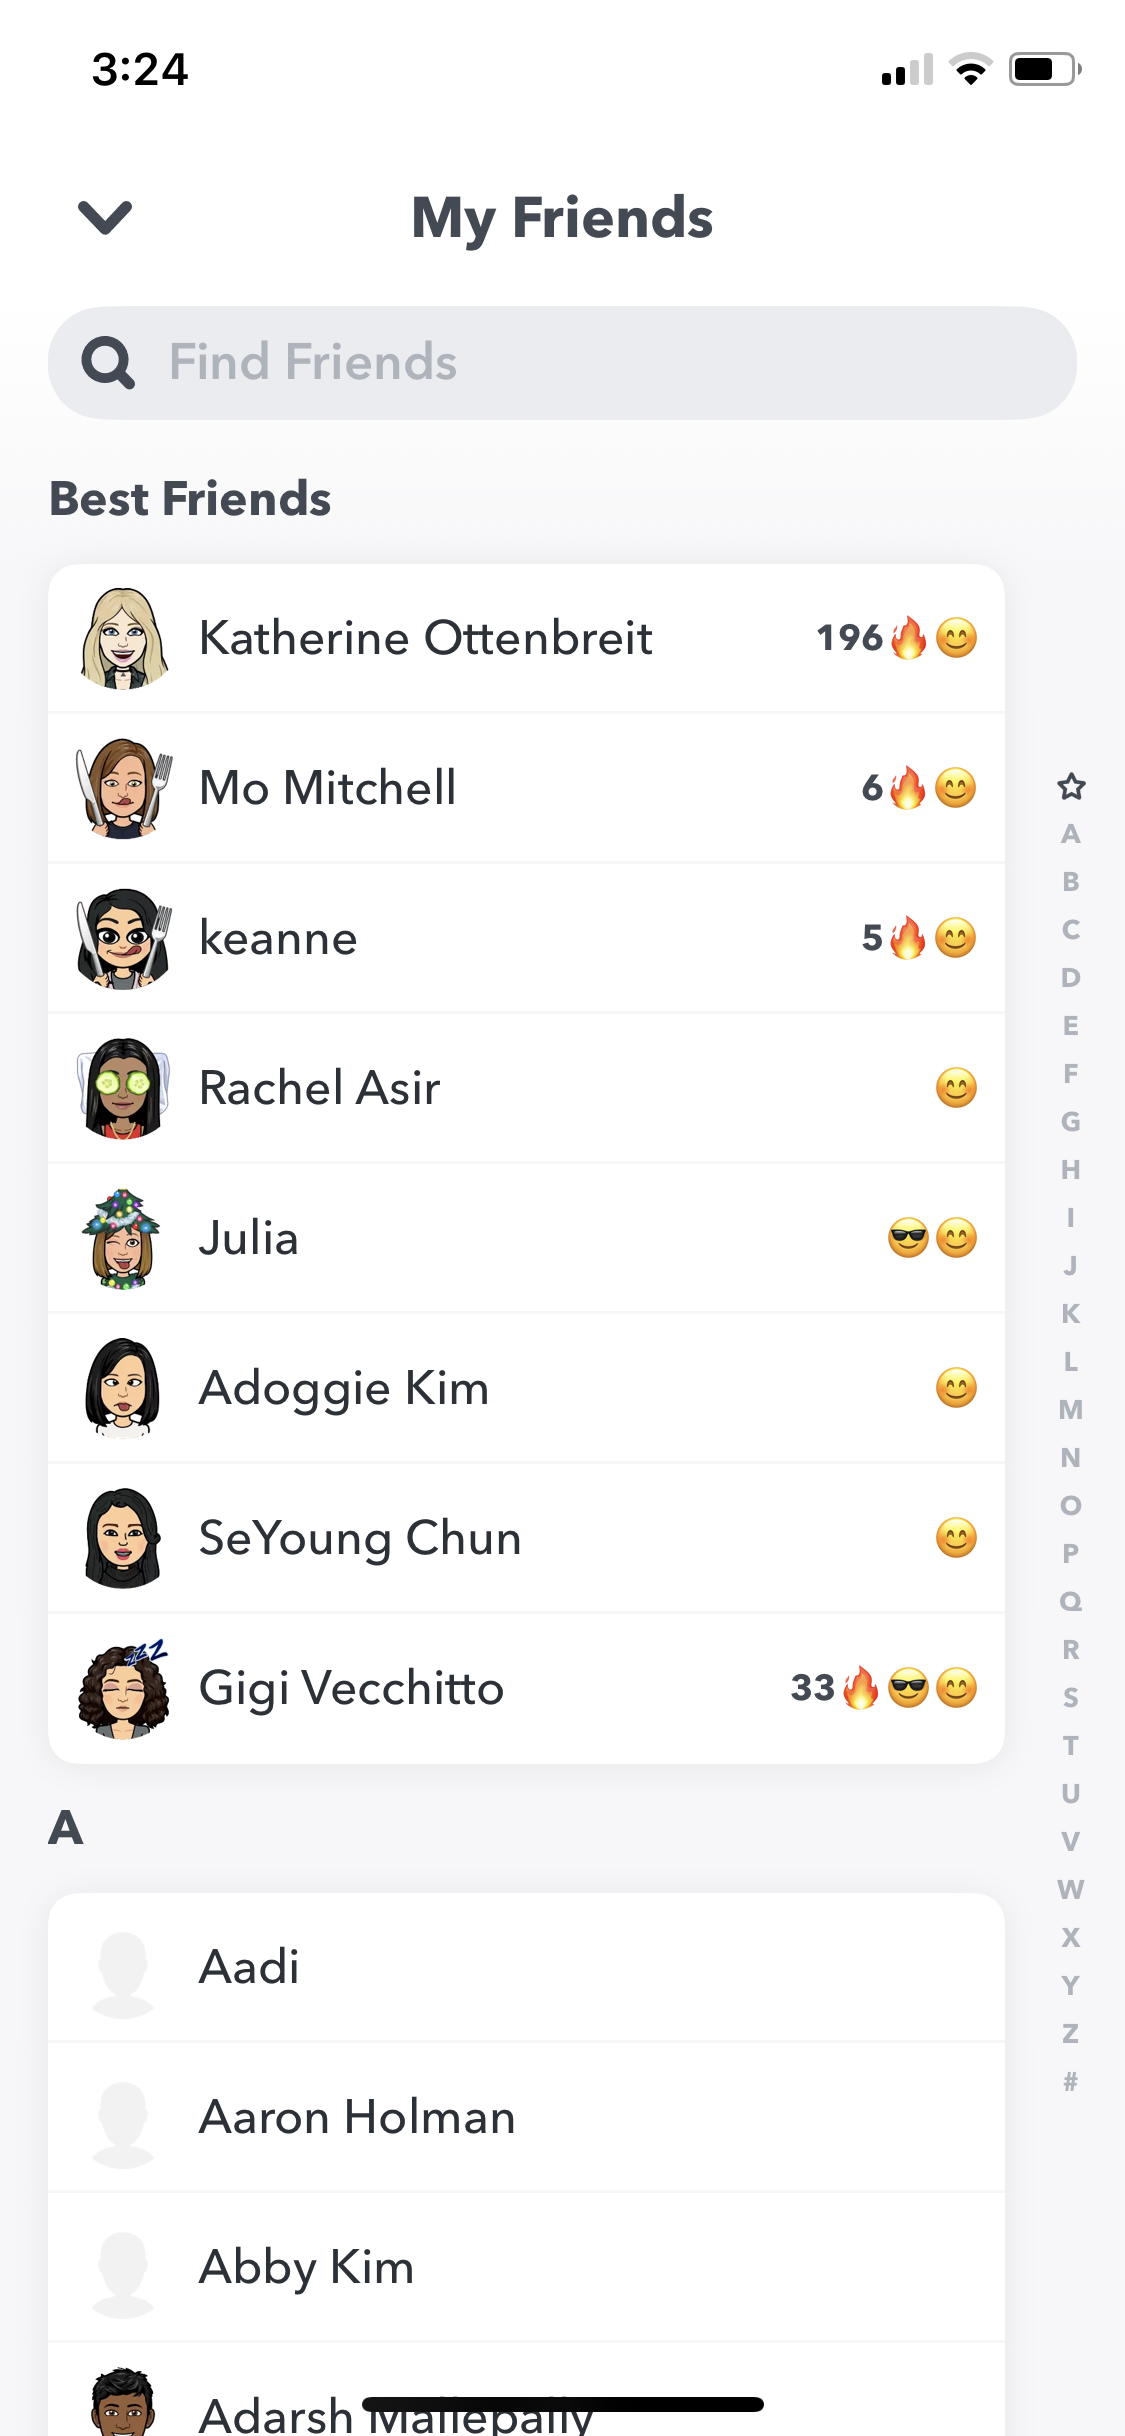 3:24
My Friends
Find Friends
Best Friends
Katherine Ottenbreit 196🔥😊
Mo Mitchell 6🔥😊
keanne 5🔥😊
Rachel Asir 😊
Julia 😎😊
Adoggie Kim 😊
SeYoung Chun 😊
zzz
Gigi Vecchitto 33🔥😎😊
A
Aadi
Aaron Holman
Abby Kim
Adarsh Mallepally
A
B
C
D
E
F
G
H
I
J
K
L
M
N
O
P
Q
R
S
T
U
V
W
X
Y
Z
#